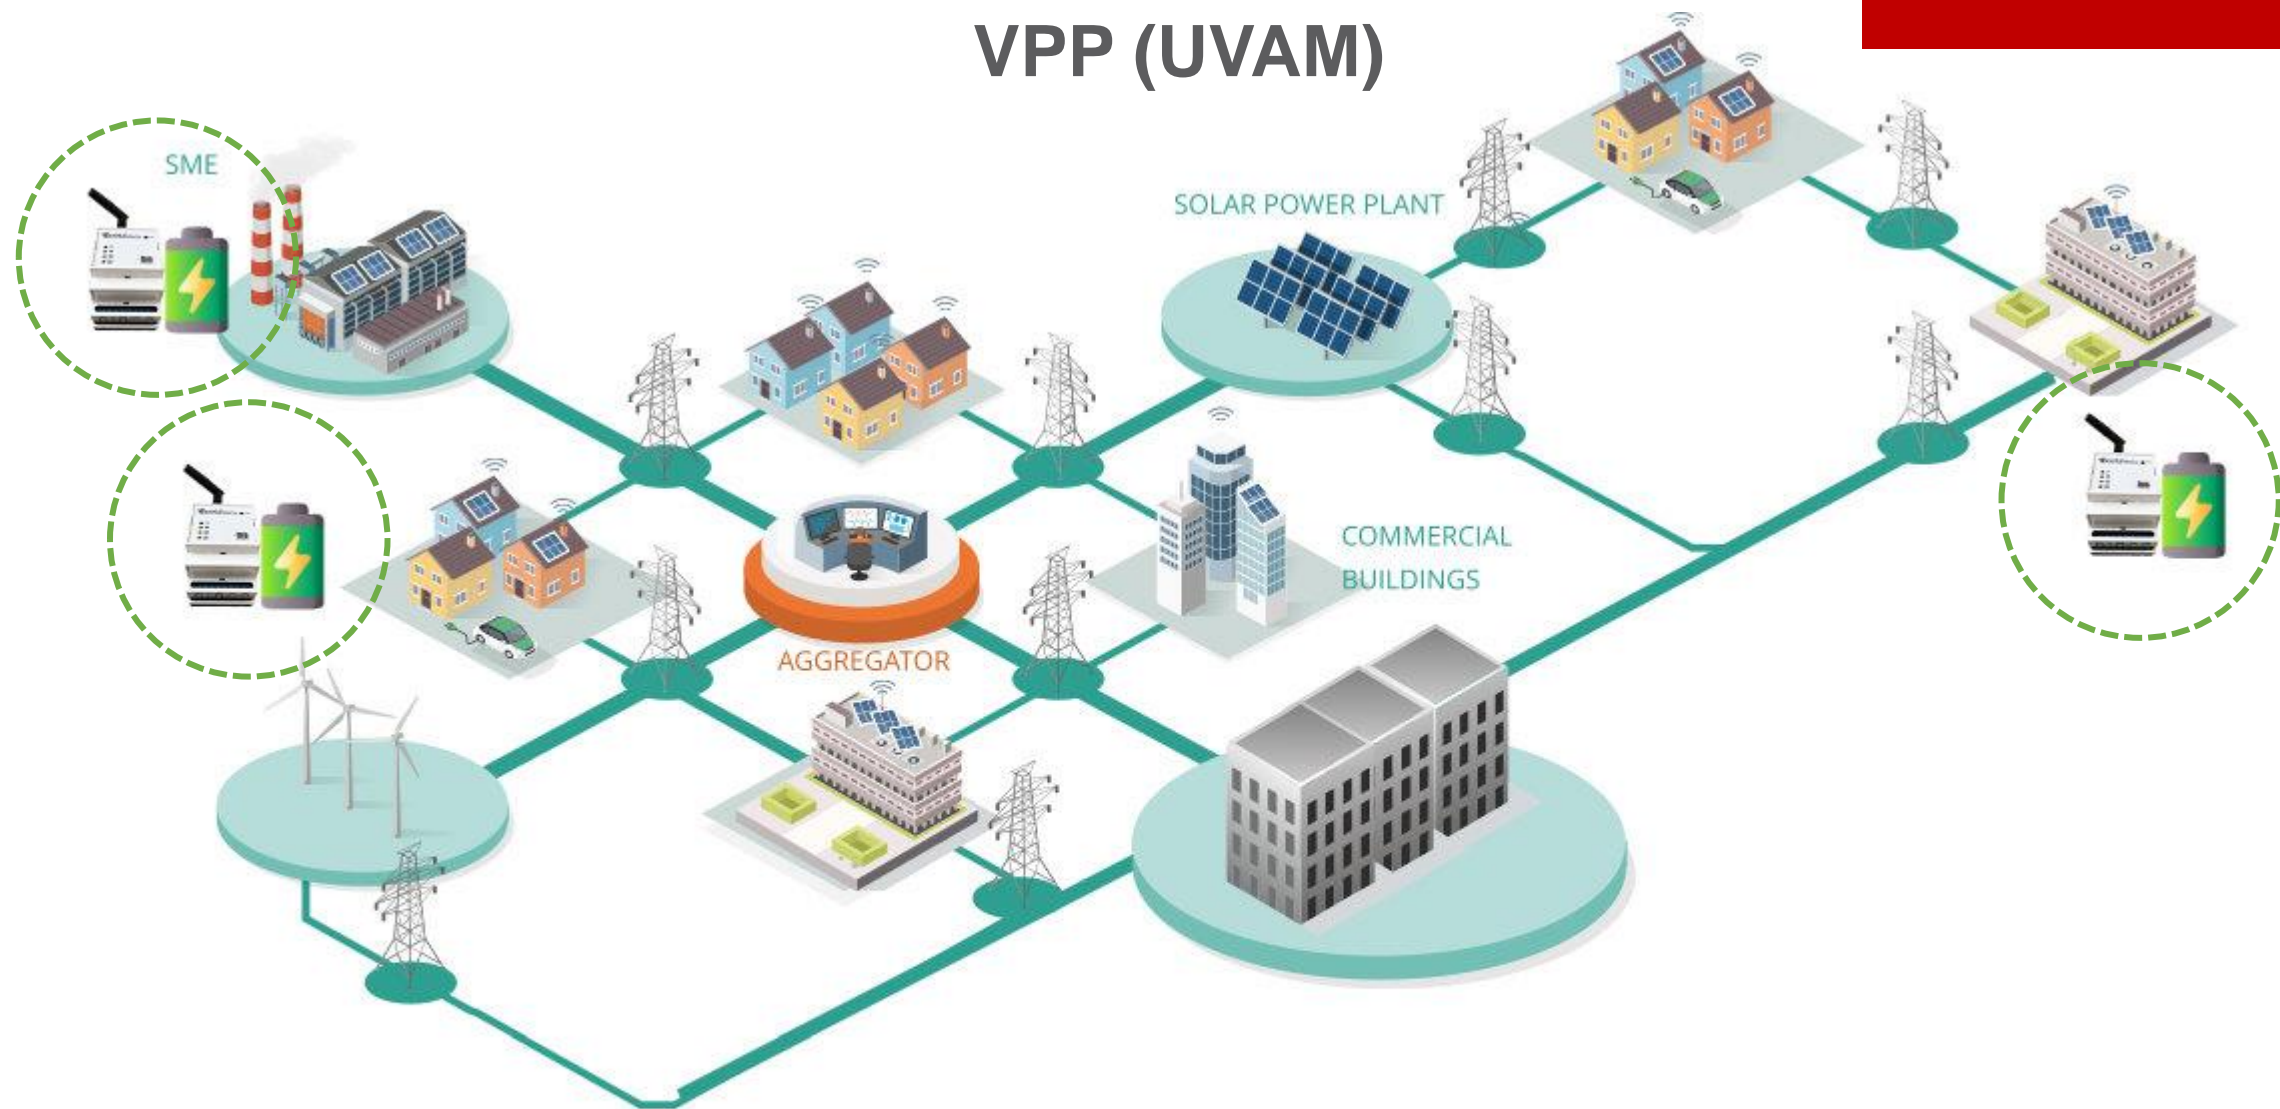 VPP (UVAM)
SME
SOLAR POWER PLANT
COMMERCIAL
BUILDINGS
AGGREGATOR